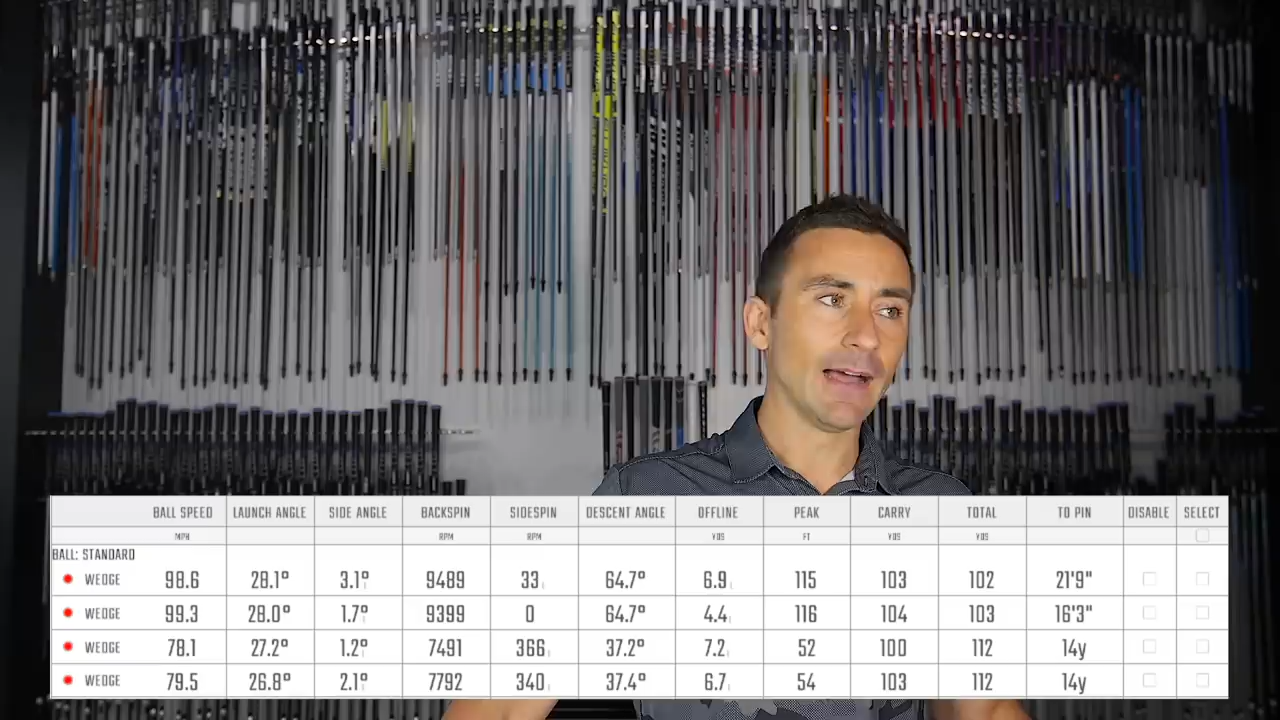 BALL SPEED LAUNCH ANGLE SIDE ANGLE BACKSPIN SIDESPIN DESCENT ANGLE OFFLINE PEAK CARRY TOTAL TO PIN DISABLE SELECT
MPH RPM RPM YDS FT YDS YDS
BALL: STANDARD
WEDGE 98.6 28.1° 3.1° L 9489 33 L 64.7° 6.9 L 115 103 102 21'9"
WEDGE 99.3 28.0° 1.7° L 9399 0 64.7° 4.4 L 116 104 103 16'3"
WEDGE 78.1 27.2° 1.2° L 7491 366 L 37.2° 7.2 L 52 100 112 14y
WEDGE 79.5 26.8° 2.1° L 7792 340 L 37.4° 6.7 L 54 103 112 14y